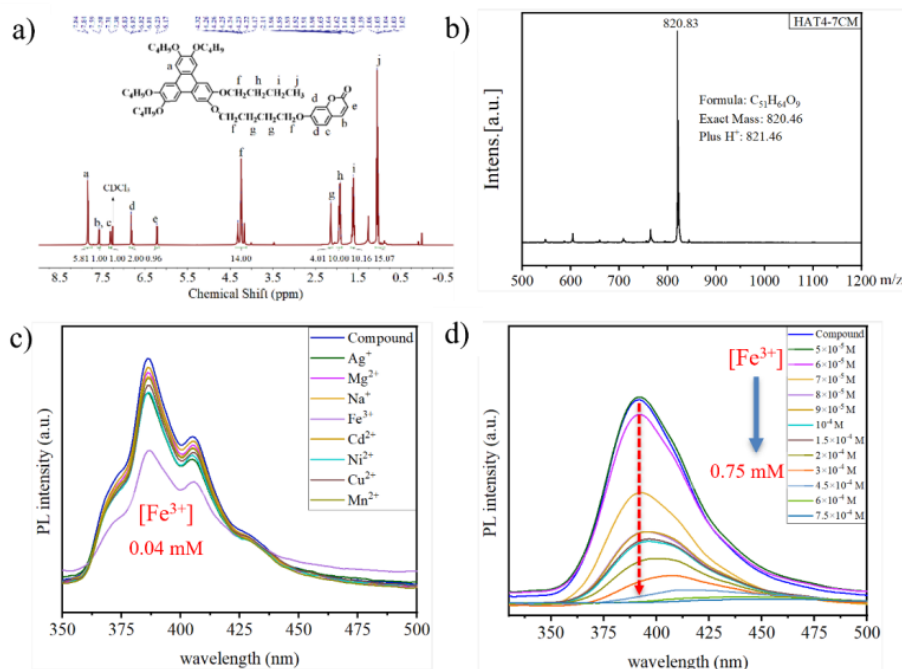 a)
C₄H₉O OC₄H₉
C₄H₉O OC₄H₉
a
f h i j
C₄H₉O OCH₂CH₂CH₂CH₃
C₄H₉O O d O O
OCH₂CH₂CH₂CH₂O e
f g g f d c b
j
a
CDCl₃
b, c d e
f
g h i
5.81 1.00 1.00 2.00 0.96 14.00 4.01 10.00 10.16 15.07
8.5 7.5 6.5 5.5 4.5 3.5 2.5 1.5 0.5 -0.5
Chemical Shift (ppm)
b)
820.83
HAT4-7CM
Formula: C₅₁H₆₄O₉
Exact Mass: 820.46
Plus H⁺: 821.46
Intens.[a.u.]
500 600 700 800 900 1000 1100 1200 m/z
c)
Compound
Ag⁺
Mg²⁺
Na⁺
Fe³⁺
Cd²⁺
Ni²⁺
Cu²⁺
Mn²⁺
[Fe³⁺]
0.04 mM
PL intensity (a.u.)
350 375 400 425 450 475 500
wavelength (nm)
d)
Compound
5×10⁻⁵ M
6×10⁻⁵ M
7×10⁻⁵ M
8×10⁻⁵ M
9×10⁻⁵ M
10⁻⁴ M
1.5×10⁻⁴ M
2×10⁻⁴ M
3×10⁻⁴ M
4.5×10⁻⁴ M
6×10⁻⁴ M
7.5×10⁻⁴ M
[Fe³⁺]
0.75 mM
PL intensity (a.u.)
350 375 400 425 450 475 500
wavelength (nm)